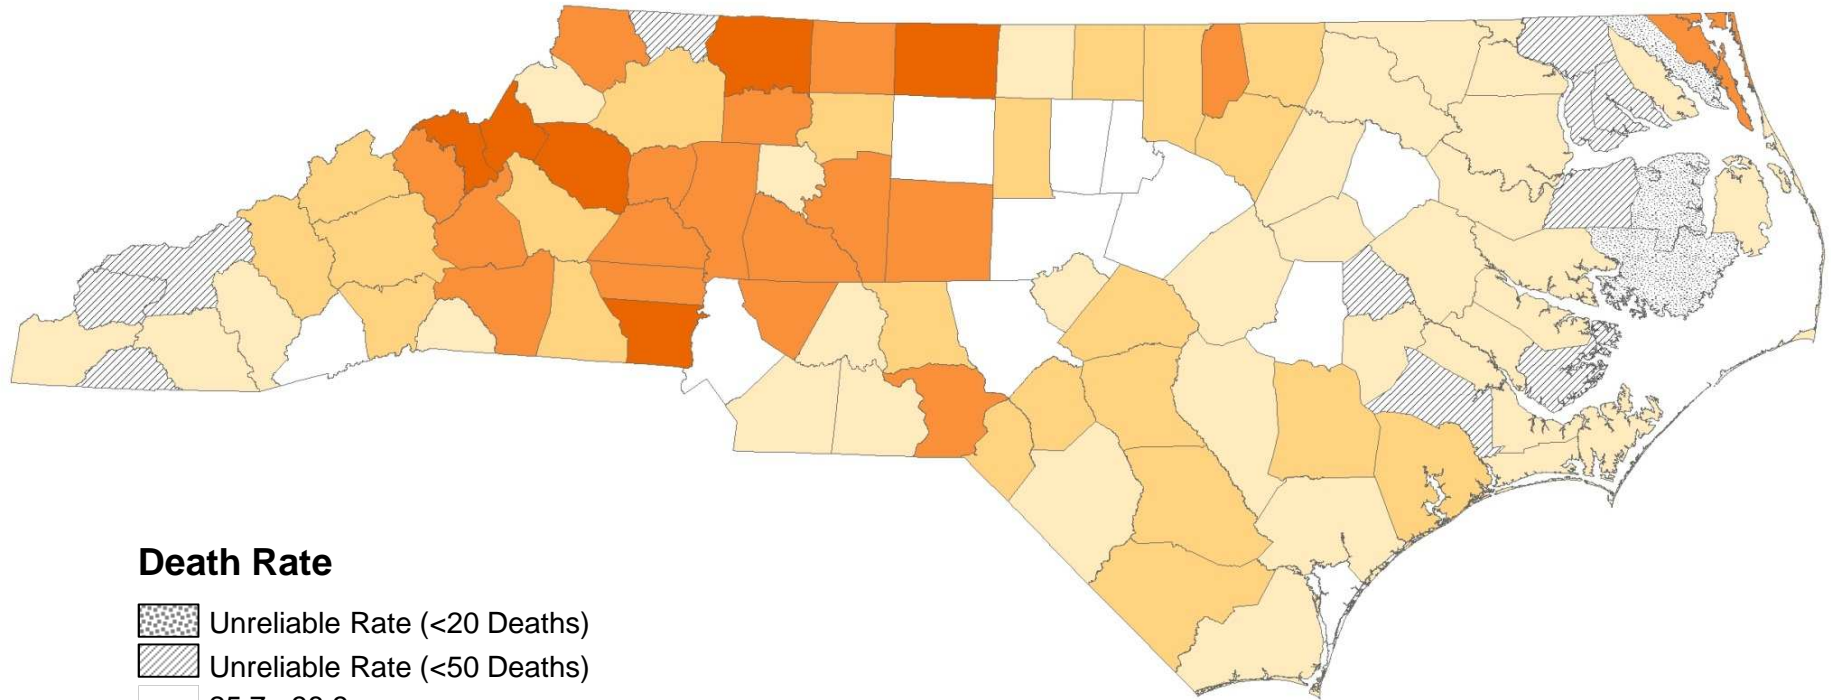 Death Rate
Unreliable Rate (<20 Deaths)
Unreliable Rate (<50 Deaths)